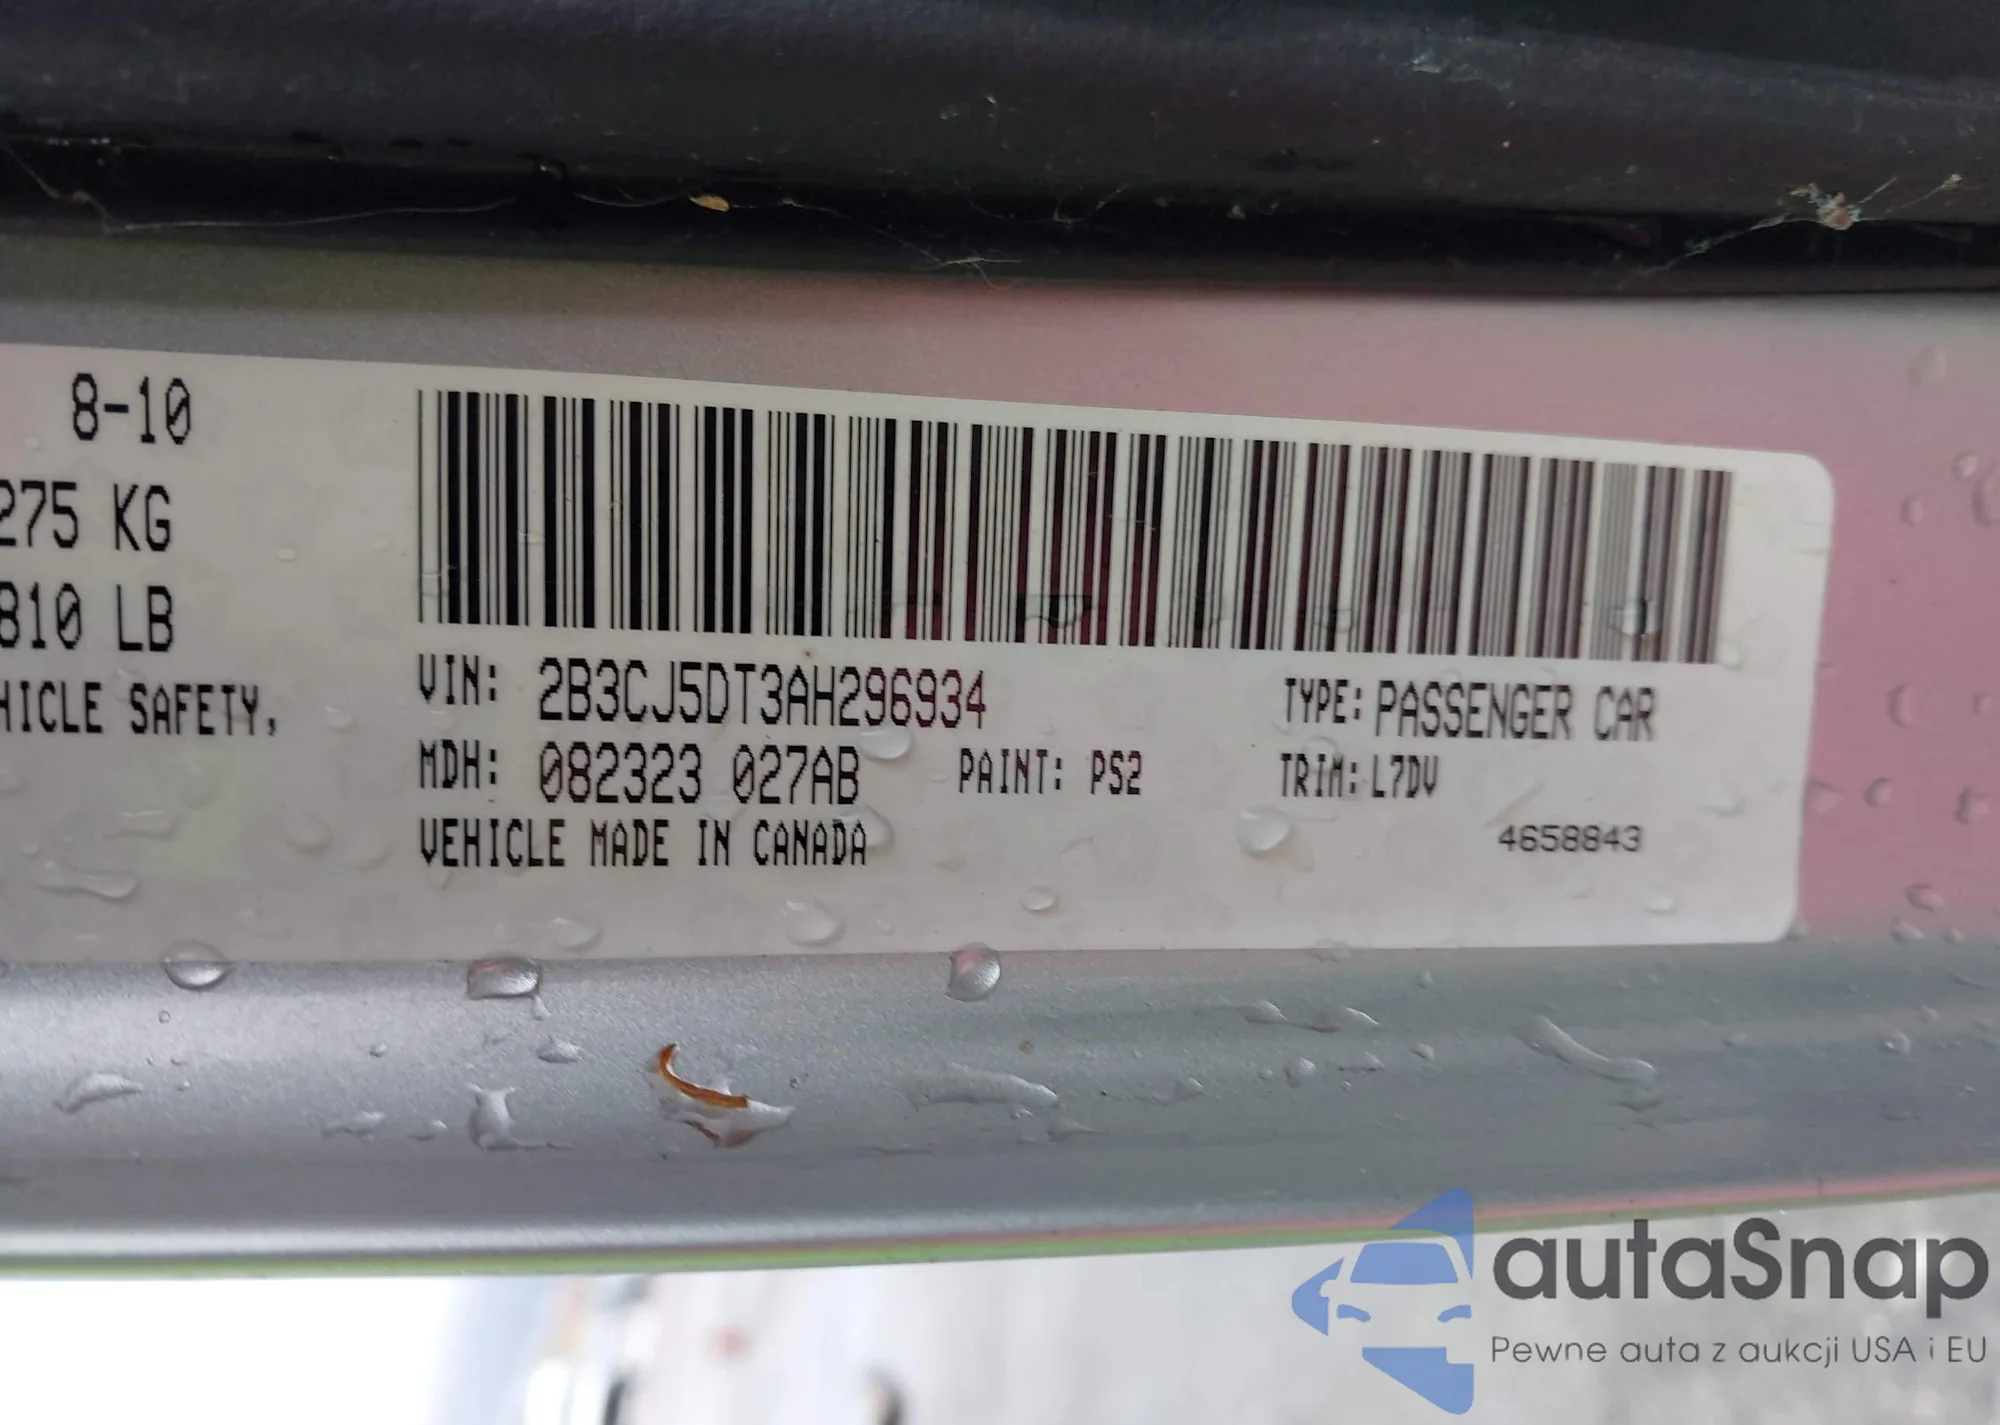 8-10
275 KG
810 LB
HICLE SAFETY,
VIN: 2B3CJ5DT3AH296934
TYPE: PASSENGER CAR
MDH: 082323 027AB
PAINT: PS2
TRIM: L7DV
VEHICLE MADE IN CANADA
4658843
autaSnap
Pewne auta z aukcji USA i EU